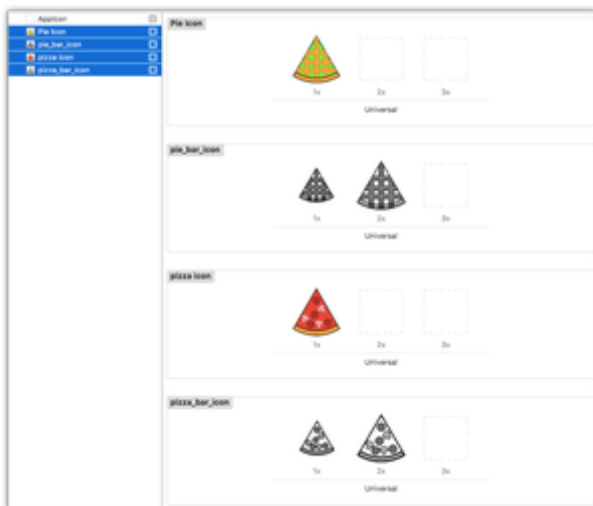 AppIcon
Pie Icon
pie_bar_icon
pizza icon
pizza_bar_icon
Pie Icon
1x 2x 3x
Universal
pie_bar_icon
1x 2x 3x
Universal
pizza icon
1x 2x 3x
Universal
pizza_bar_icon
1x 2x 3x
Universal